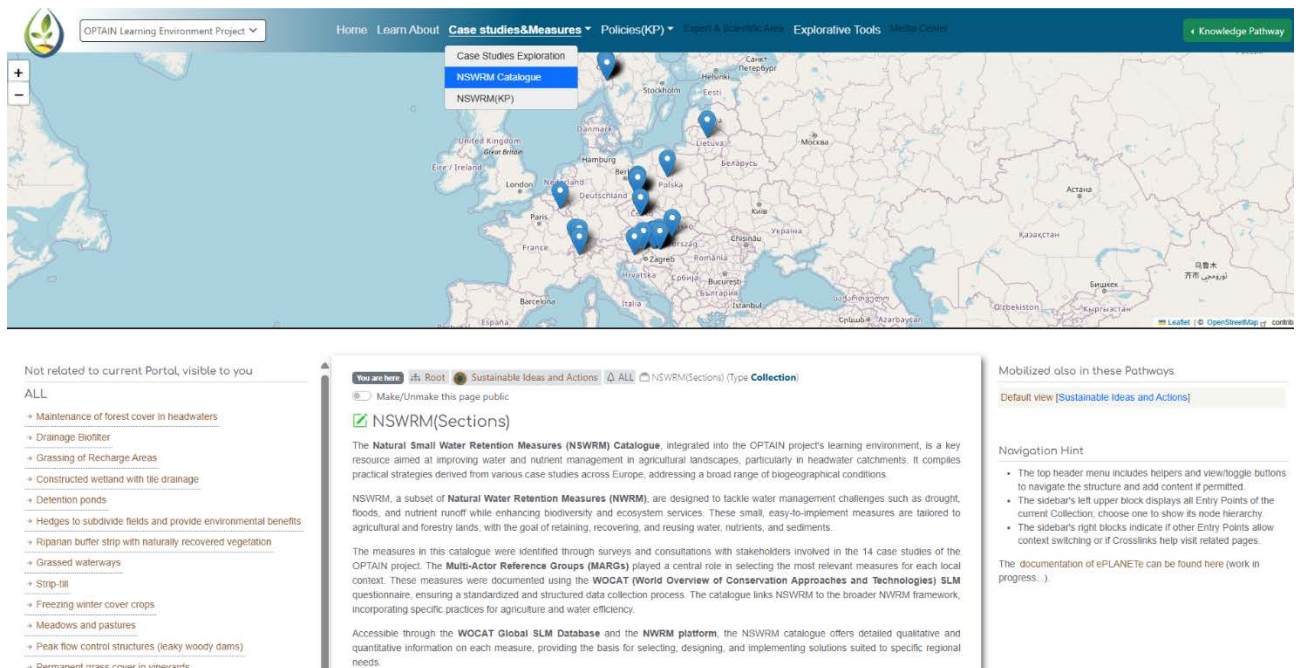 OPTAIN Learning Environment Project
Home Learn About Case studies&Measures Policies(KP) Expert & Scientific Area Explorative Tools Media Center
Knowledge Pathway
Case Studies Exploration
NSWRM Catalogue
NSWRM(KP)
+
−
Санкт-
Петербург
Helsinki
Stockholm
Eesti
Danmark
Lietuva
Москва
United Kingdom
Great Britain
Éire / Ireland
Hamburg
Беларусь
London
Polska
Deutschland
Астана
Paris
Київ
Україна
Қазақстан
France
Chișinău
Zagreb
România
Hrvatska
Србија
București
България
Barcelona
Italia
Istanbul
España
Azərbaycan
Oʻzbekiston
Бишкек
Кыргызстан
乌鲁木
齐市
Leaflet | © OpenStreetMap contrib
Not related to current Portal, visible to you
ALL
Maintenance of forest cover in headwaters
Drainage Biofilter
Grassing of Recharge Areas
Constructed wetland with tile drainage
Detention ponds
Hedges to subdivide fields and provide environmental benefits
Riparian buffer strip with naturally recovered vegetation
Grassed waterways
Strip-till
Freezing winter cover crops
Meadows and pastures
Peak flow control structures (leaky woody dams)
Permanent grass cover in vineyards
You are here Root Sustainable Ideas and Actions ALL NSWRM(Sections) (Type Collection)
Make/Unmake this page public
NSWRM(Sections)
The Natural Small Water Retention Measures (NSWRM) Catalogue, integrated into the OPTAIN project's learning environment, is a key
resource aimed at improving water and nutrient management in agricultural landscapes, particularly in headwater catchments. It compiles
practical strategies derived from various case studies across Europe, addressing a broad range of biogeographical conditions.
NSWRM, a subset of Natural Water Retention Measures (NWRM), are designed to tackle water management challenges such as drought,
floods, and nutrient runoff while enhancing biodiversity and ecosystem services. These small, easy-to-implement measures are tailored to
agricultural and forestry lands, with the goal of retaining, recovering, and reusing water, nutrients, and sediments.
The measures in this catalogue were identified through surveys and consultations with stakeholders involved in the 14 case studies of the
OPTAIN project. The Multi-Actor Reference Groups (MARGs) played a central role in selecting the most relevant measures for each local
context. These measures were documented using the WOCAT (World Overview of Conservation Approaches and Technologies) SLM
questionnaire, ensuring a standardized and structured data collection process. The catalogue links NSWRM to the broader NWRM framework,
incorporating specific practices for agriculture and water efficiency.
Accessible through the WOCAT Global SLM Database and the NWRM platform, the NSWRM catalogue offers detailed qualitative and
quantitative information on each measure, providing the basis for selecting, designing, and implementing solutions suited to specific regional
needs.
Mobilized also in these Pathways
Default view [Sustainable Ideas and Actions]
Navigation Hint
• The top header menu includes helpers and view/toggle buttons
to navigate the structure and add content if permitted.
• The sidebar's left upper block displays all Entry Points of the
current Collection; choose one to show its node hierarchy.
• The sidebar's right blocks indicate if other Entry Points allow
context switching or if Crosslinks help visit related pages.
The documentation of ePLANETe can be found here (work in
progress...).